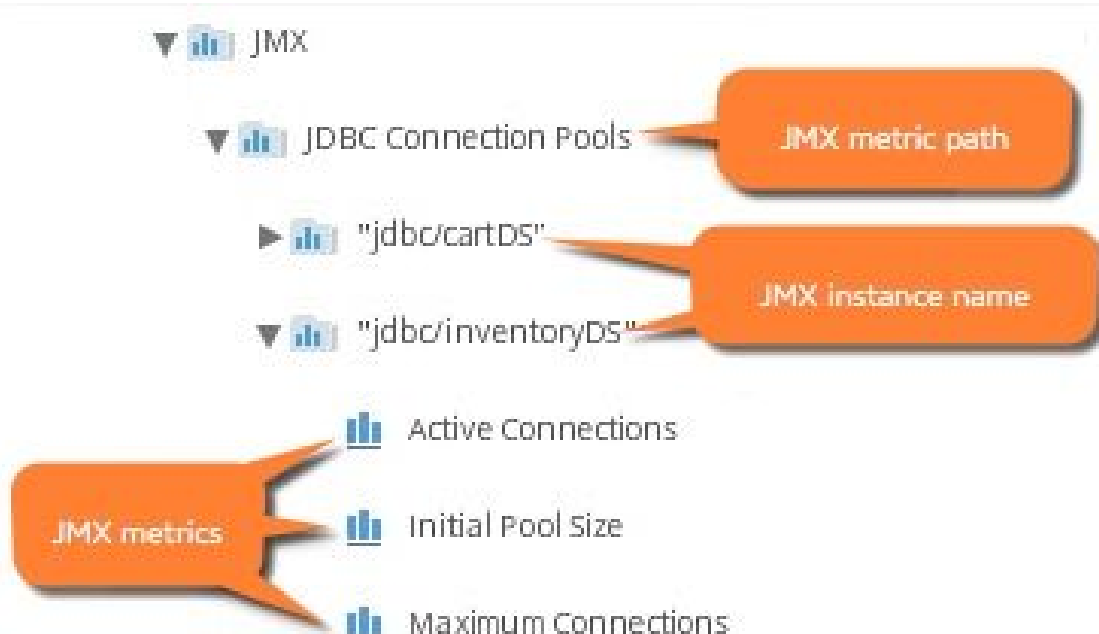 JMX
JDBC Connection Pools
JMX metric path
"jdbc/cartDS"
JMX instance name
"jdbc/inventoryDS"
Active Connections
JMX metrics
Initial Pool Size
Maximum Connections